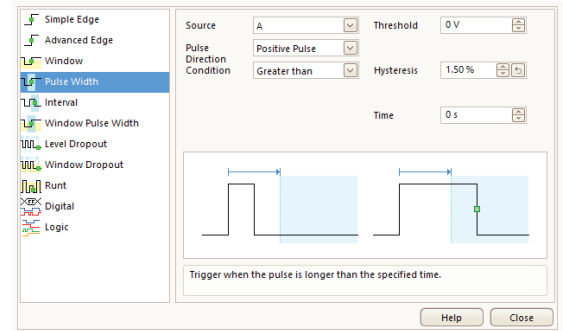 Simple Edge
Advanced Edge
Window
Pulse Width
Interval
Window Pulse Width
Level Dropout
Window Dropout
Runt
Digital
Logic
Source A Threshold 0 V
Pulse Direction Positive Pulse
Condition Greater than Hysteresis 1.50 %
Time 0 s
Trigger when the pulse is longer than the specified time.
Help Close